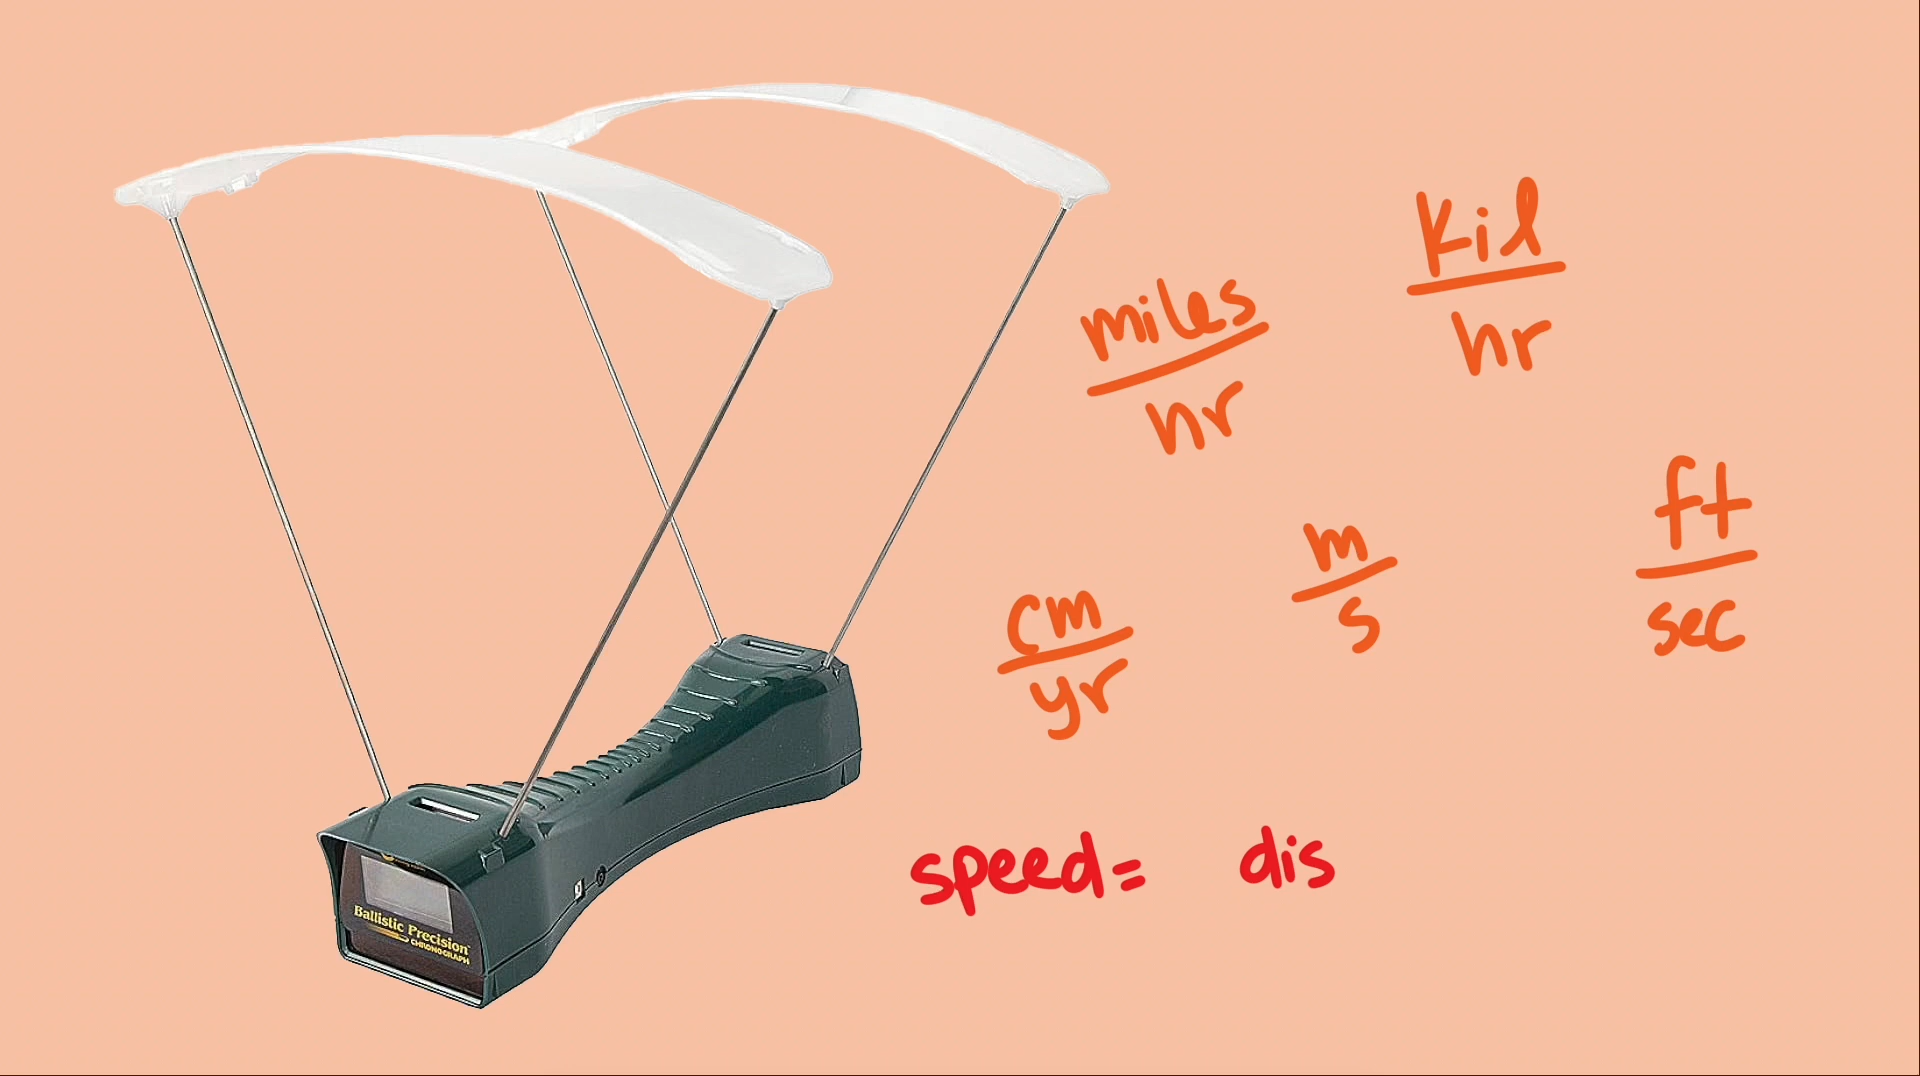 kil
hr
miles
hr
ft
sec
m
s
cm
yr
speed= dis
Ballistic Precision
CHRONOGRAPH